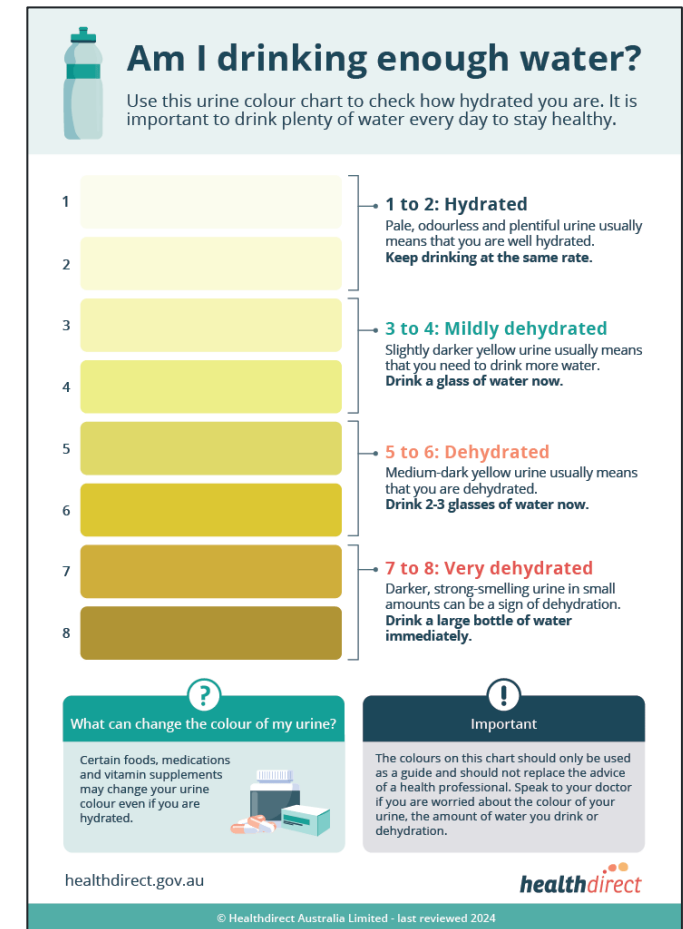 Am I drinking enough water?
Use this urine colour chart to check how hydrated you are. It is
important to drink plenty of water every day to stay healthy.
1
2
1 to 2: Hydrated
Pale, odourless and plentiful urine usually
means that you are well hydrated.
Keep drinking at the same rate.
3
4
3 to 4: Mildly dehydrated
Slightly darker yellow urine usually means
that you need to drink more water.
Drink a glass of water now.
5
6
5 to 6: Dehydrated
Medium-dark yellow urine usually means
that you are dehydrated.
Drink 2-3 glasses of water now.
7
8
7 to 8: Very dehydrated
Darker, strong-smelling urine in small
amounts can be a sign of dehydration.
Drink a large bottle of water
immediately.
?
What can change the colour of my urine?
Certain foods, medications
and vitamin supplements
may change your urine
colour even if you are
hydrated.
!
Important
The colours on this chart should only be used
as a guide and should not replace the advice
of a health professional. Speak to your doctor
if you are worried about the colour of your
urine, the amount of water you drink or
dehydration.
healthdirect.gov.au
healthdirect
© Healthdirect Australia Limited - last reviewed 2024